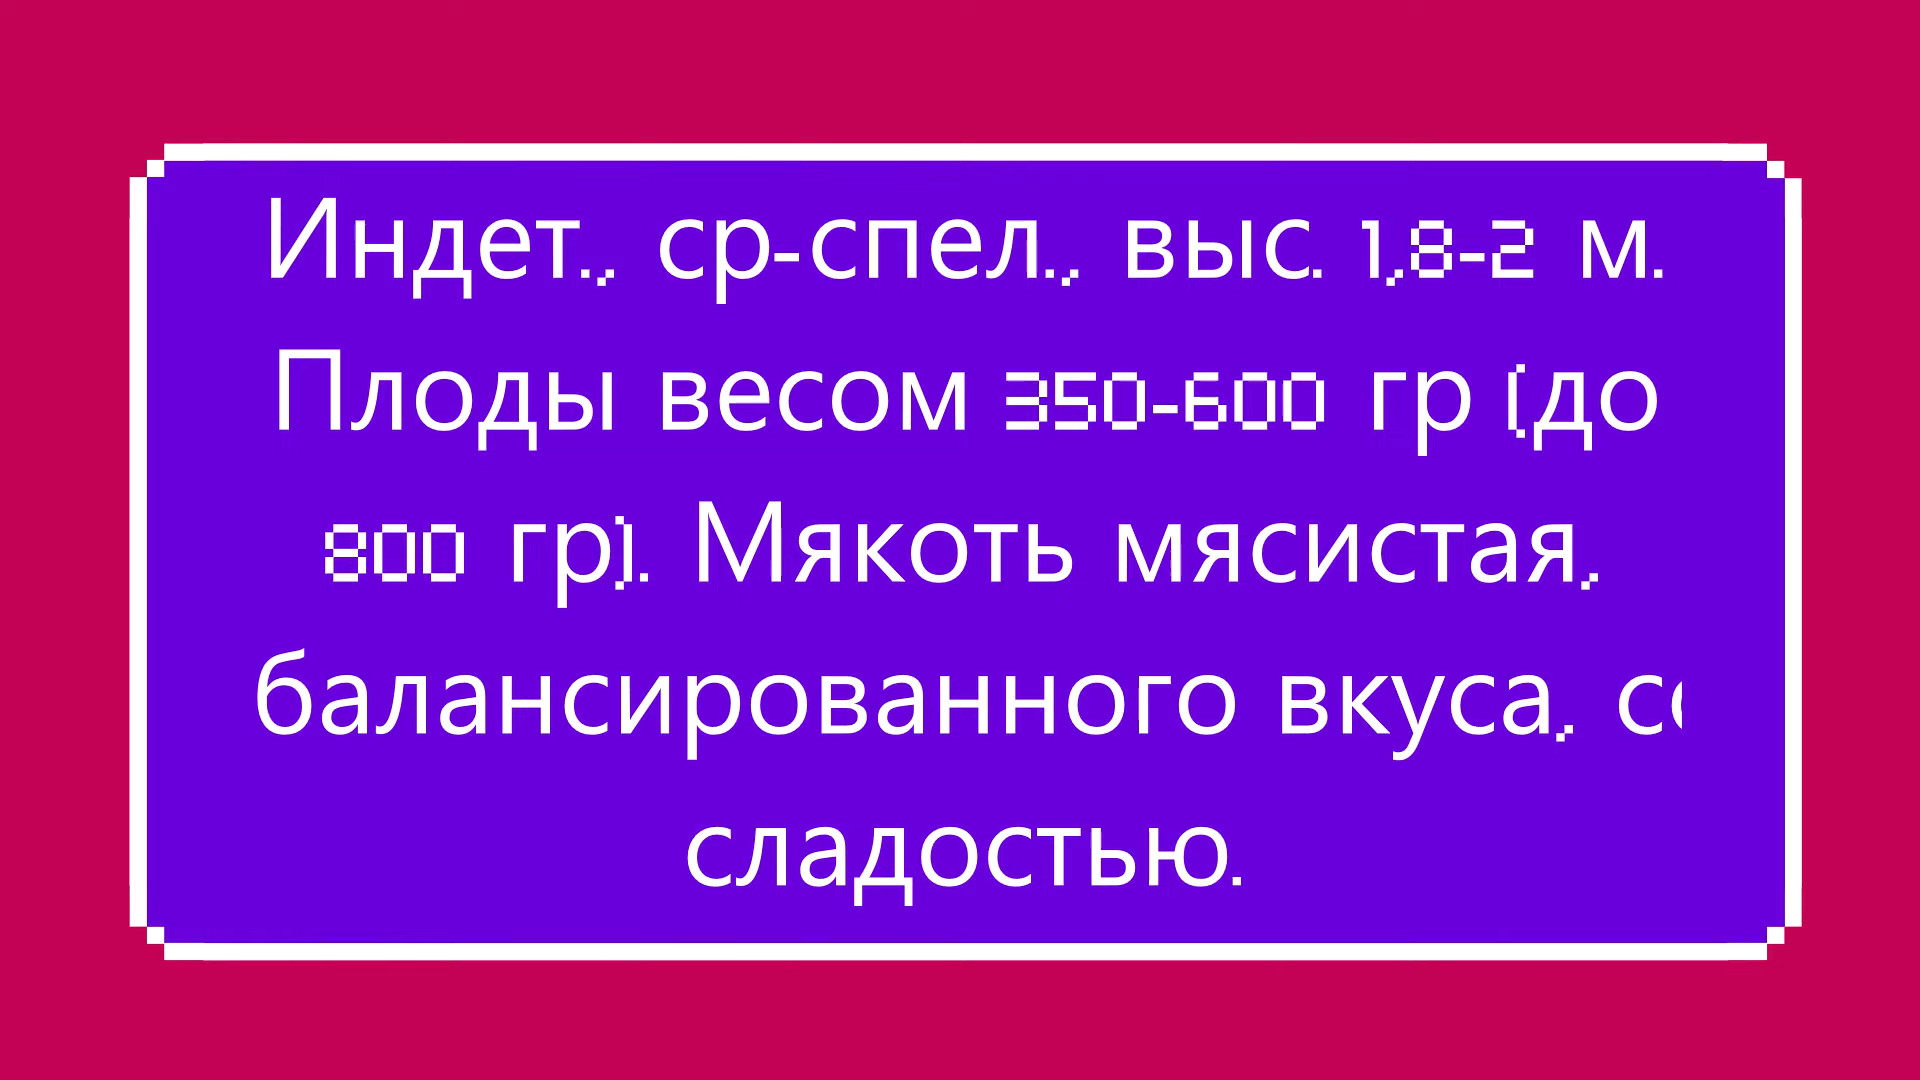 Индет., ср-спел., выс. 1,8-2 м.
Плоды весом 350-600 гр (до
800 гр). Мякоть мясистая,
балансированного вкуса, со
сладостью.